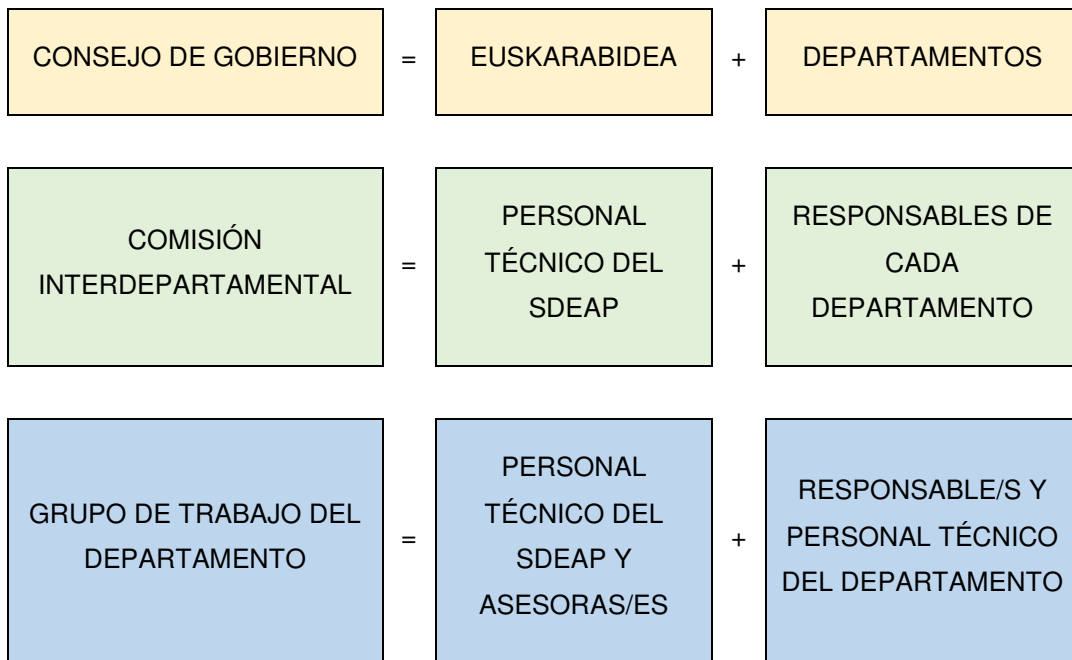 CONSEJO DE GOBIERNO = EUSKARABIDEA + DEPARTAMENTOS
COMISIÓN
INTERDEPARTAMENTAL
=
PERSONAL
TÉCNICO DEL
SDEAP
+
RESPONSABLES DE
CADA
DEPARTAMENTO
GRUPO DE TRABAJO DEL
DEPARTAMENTO
=
PERSONAL
TÉCNICO DEL
SDEAP Y
ASESORAS/ES
+
RESPONSABLE/S Y
PERSONAL TÉCNICO
DEL DEPARTAMENTO